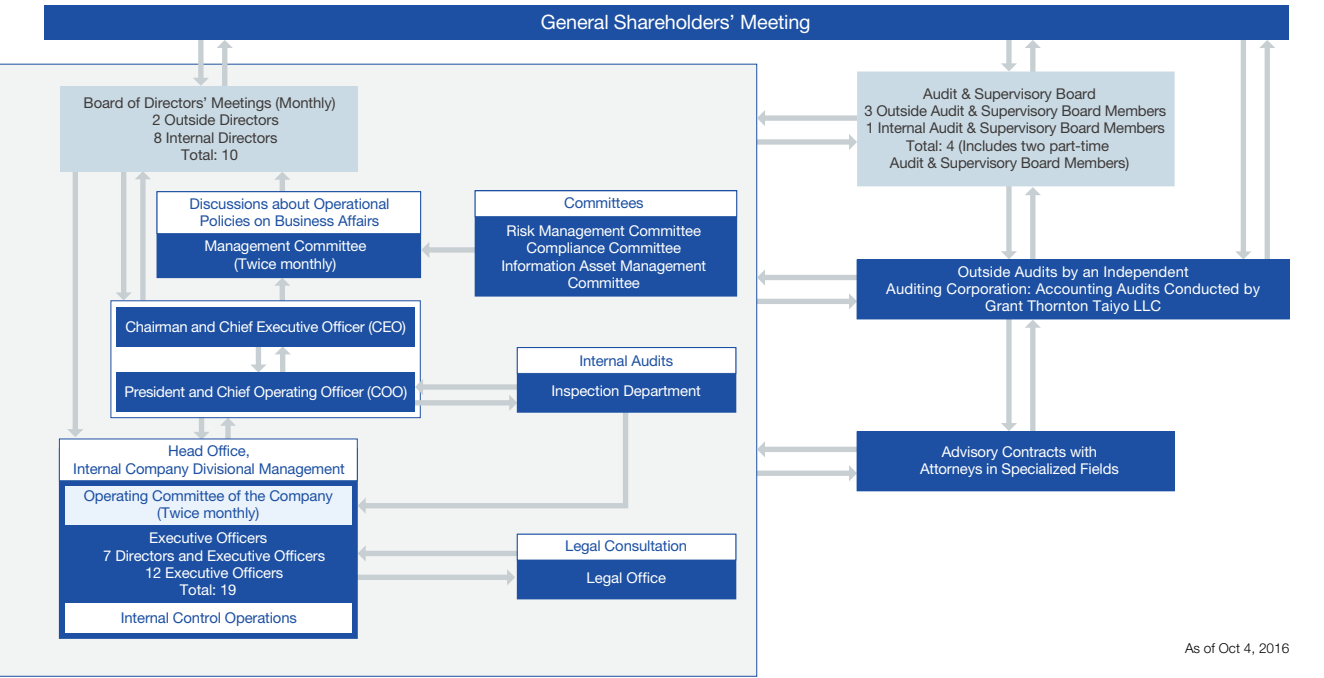 General Shareholders' Meeting
Board of Directors' Meetings (Monthly)
2 Outside Directors
8 Internal Directors
Total: 10
Audit & Supervisory Board
3 Outside Audit & Supervisory Board Members
1 Internal Audit & Supervisory Board Members
Total: 4 (Includes two part-time
Audit & Supervisory Board Members)
Discussions about Operational
Policies on Business Affairs
Management Committee
(Twice monthly)
Committees
Risk Management Committee
Compliance Committee
Information Asset Management
Committee
Outside Audits by an Independent
Auditing Corporation: Accounting Audits Conducted by
Grant Thornton Taiyo LLC
Chairman and Chief Executive Officer (CEO)
President and Chief Operating Officer (COO)
Internal Audits
Inspection Department
Head Office,
Internal Company Divisional Management
Operating Committee of the Company
(Twice monthly)
Executive Officers
7 Directors and Executive Officers
12 Executive Officers
Total: 19
Internal Control Operations
Legal Consultation
Legal Office
Advisory Contracts with
Attorneys in Specialized Fields
As of Oct 4, 2016